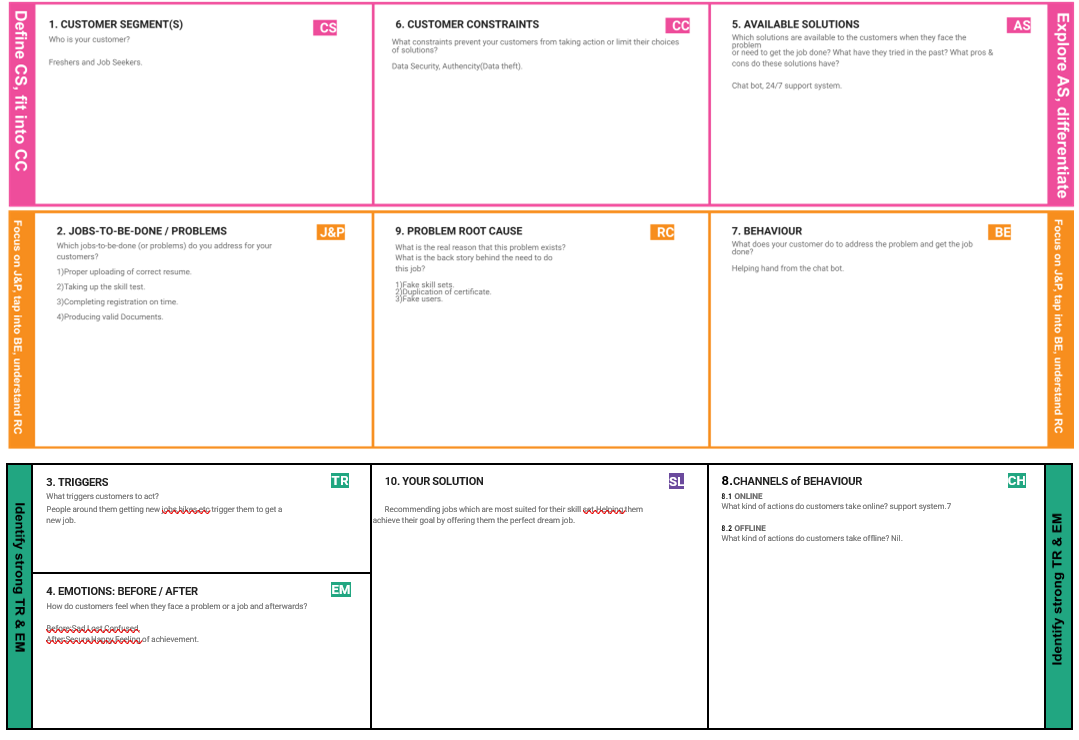 Define CS, fit into CC
1. CUSTOMER SEGMENT(S)
CS
Who is your customer?
Freshers and Job Seekers.
6. CUSTOMER CONSTRAINTS
CC
What constraints prevent your customers from taking action or limit their choices
of solutions?
Data Security, Authencity(Data theft).
5. AVAILABLE SOLUTIONS
AS
Which solutions are available to the customers when they face the
problem
or need to get the job done? What have they tried in the past? What pros &
cons do these solutions have?
Chat bot, 24/7 support system.
Explore AS, differentiate
Focus on J&P, tap into BE, understand RC
2. JOBS-TO-BE-DONE / PROBLEMS
J&P
Which jobs-to-be-done (or problems) do you address for your
customers?
1)Proper uploading of correct resume.
2)Taking up the skill test.
3)Completing registration on time.
4)Producing valid Documents.
9. PROBLEM ROOT CAUSE
RC
What is the real reason that this problem exists?
What is the back story behind the need to do
this job?
1)Fake skill sets.
2)Duplication of certificate.
3)Fake users.
7. BEHAVIOUR
BE
What does your customer do to address the problem and get the job
done?
Helping hand from the chat bot.
Focus on J&P, tap into BE, understand RC
Identify strong TR & EM
3. TRIGGERS
TR
What triggers customers to act?
People around them getting new jobs,hikes,etc trigger them to get a
new job.
4. EMOTIONS: BEFORE / AFTER
EM
How do customers feel when they face a problem or a job and afterwards?
Before:Sad,Lost,Confused.
After:Secure,Happy,Feeling of achievement.
10. YOUR SOLUTION
SL
Recommending jobs which are most suited for their skill set.Helping them
achieve their goal by offering them the perfect dream job.
8.CHANNELS of BEHAVIOUR
CH
8.1 ONLINE
What kind of actions do customers take online? support system.7
8.2 OFFLINE
What kind of actions do customers take offline? Nil.
Identify strong TR & EM